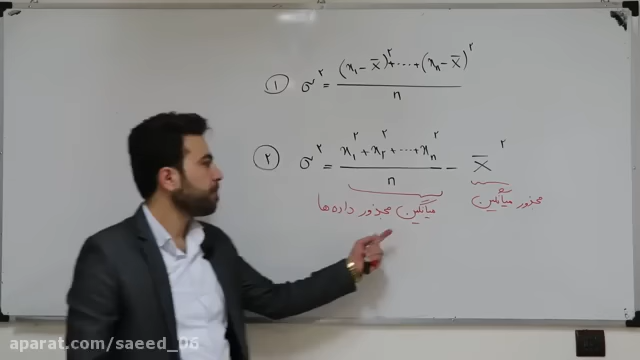 ① σ² = (x₁ - x̄)² + ... + (xₙ - x̄)² / n
② σ² = x₁² + x₂² + ... + xₙ² / n - x̄²
میانگین مجذور داده‌ها
مجذور میانگین
aparat.com/saeed_06